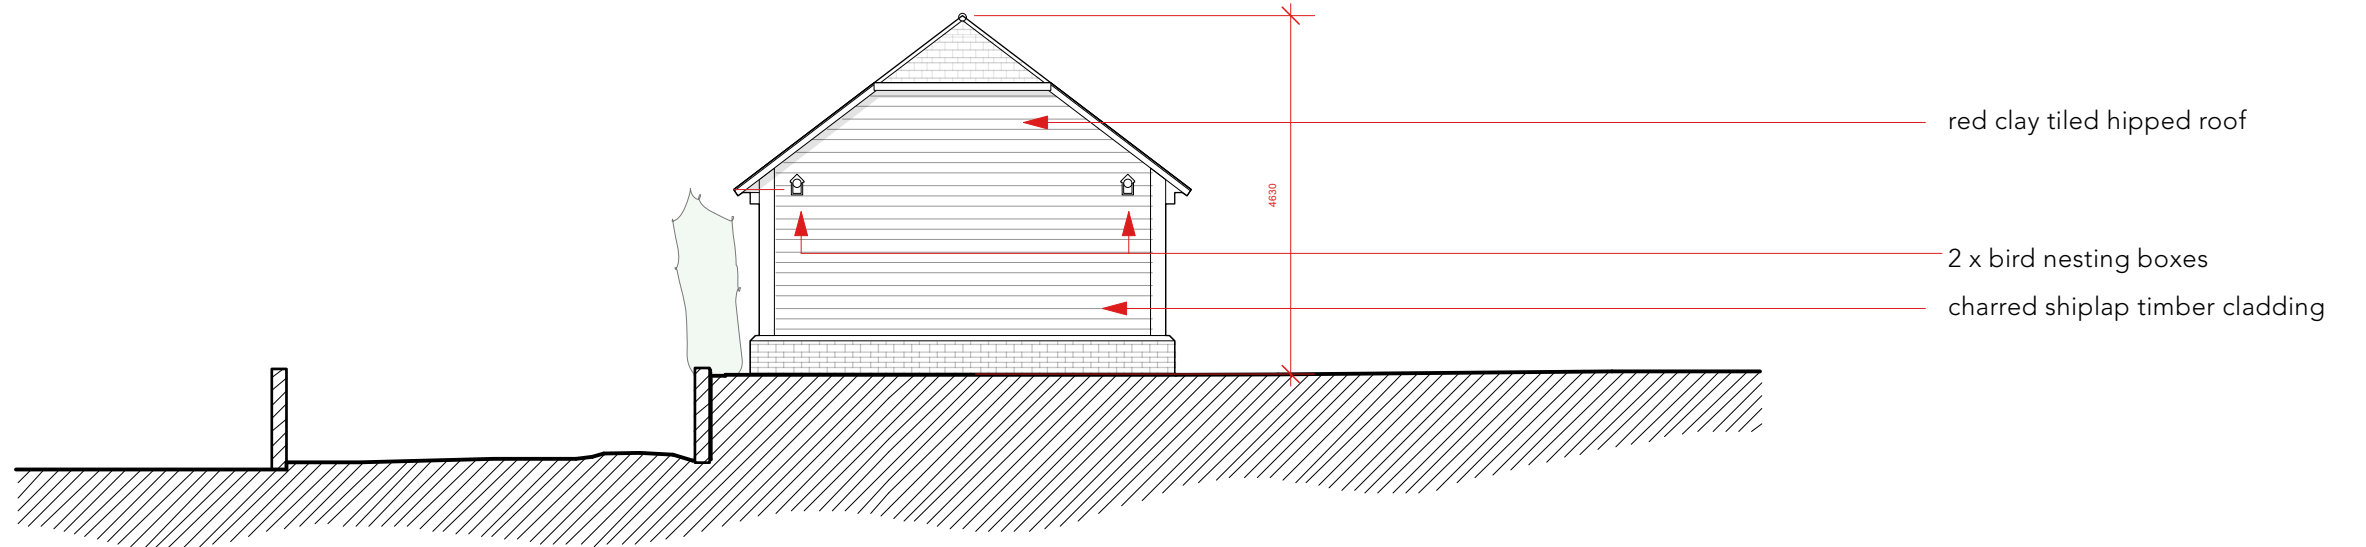 red clay tiled hipped roof
4630
2 x bird nesting boxes
charred shiplap timber cladding